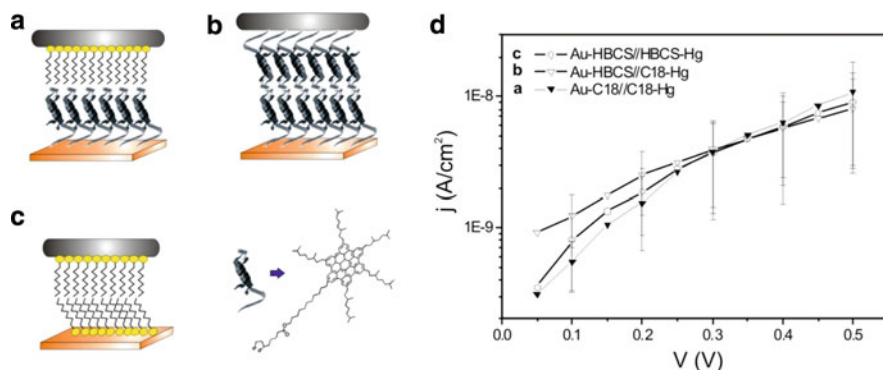 a
b
d
c Au-HBCS//HBCS-Hg
b Au-HBCS//C18-Hg
a Au-C18//C18-Hg
1E-8
j (A/cm²)
1E-9
c
0.0 0.1 0.2 0.3 0.4 0.5
V (V)